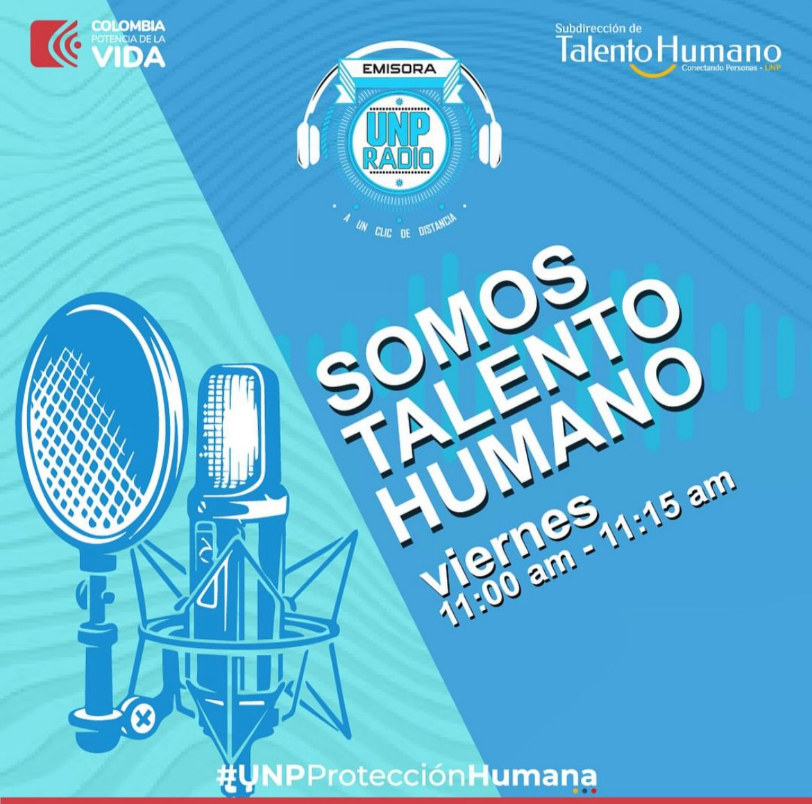 COLOMBIA
POTENCIA DE LA
VIDA
Subdirección de
Talento Humano
Conectando Personas - UNP
EMISORA
UNP
RADIO
• A UN CLIC DE DISTANCIA •
SOMOS
TALENTO
HUMANO
viernes
11:00 am - 11:15 am
#UNPProtecciónHumana